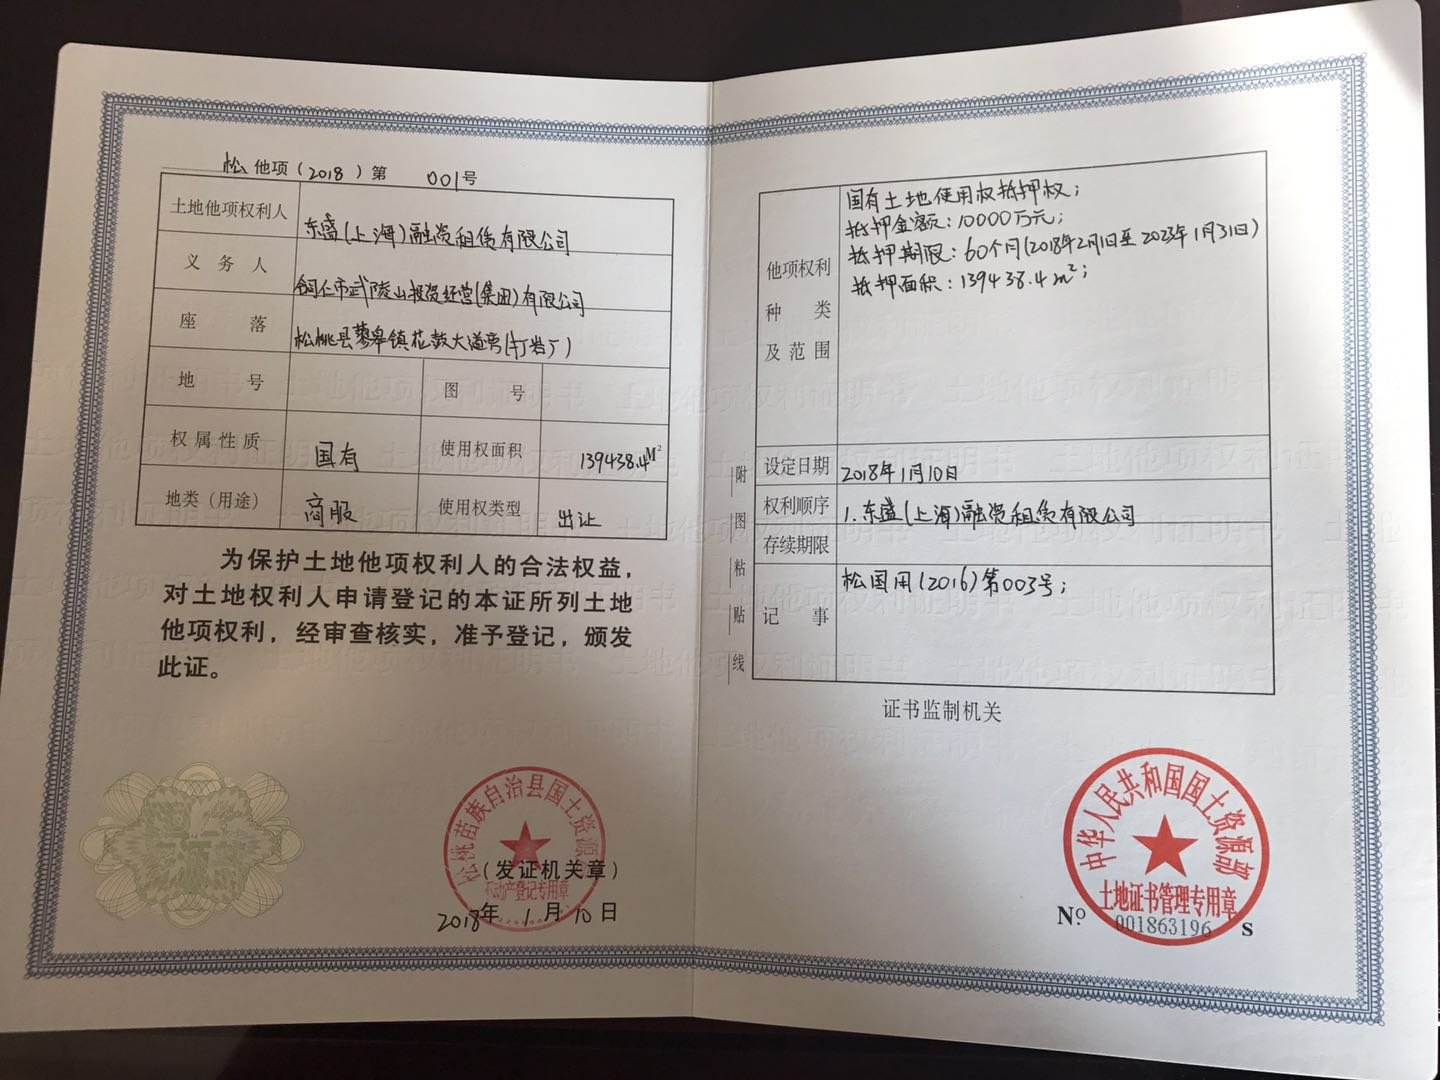 松他项(2018)第 001号
土地他项权利人 东盛(上海)融资租赁有限公司
义务人 铜仁市武陵山投资经营(集团)有限公司
座落 松桃县蓼皋镇花鼓大道旁(打岩厂)
地号 图号
权属性质 国有 使用权面积 139438.4M²
地类(用途) 商服 使用权类型 出让
为保护土地他项权利人的合法权益,
对土地权利人申请登记的本证所列土地
他项权利,经审查核实,准予登记,颁发
此证。
松桃苗族自治县国土资源局
(发证机关章)
不动产登记专用章
2018年 1月10日
附图粘贴线
他项权利
种类
及范围
国有土地使用权抵押权;
抵押金额:10000万元;
抵押期限:60个月(2018年2月1日至2023年1月31日)
抵押面积:139438.4m²;
设定日期 2018年1月10日
权利顺序 1.东盛(上海)融资租赁有限公司
存续期限
记事 松国用(2016)第003号;
证书监制机关
中华人民共和国国土资源部
土地证书管理专用章
Nº 001863196 S